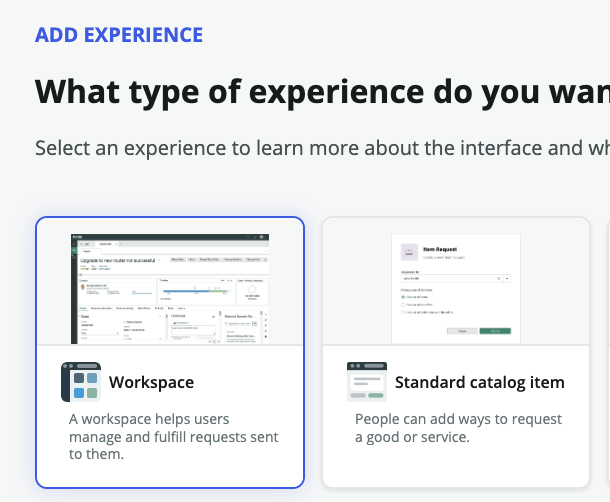 ADD EXPERIENCE
What type of experience do you wan
Select an experience to learn more about the interface and wh
Upgrade to new router not successful
Item Request
Workspace
Standard catalog item
A workspace helps users
manage and fulfill requests sent
to them.
People can add ways to request
a good or service.